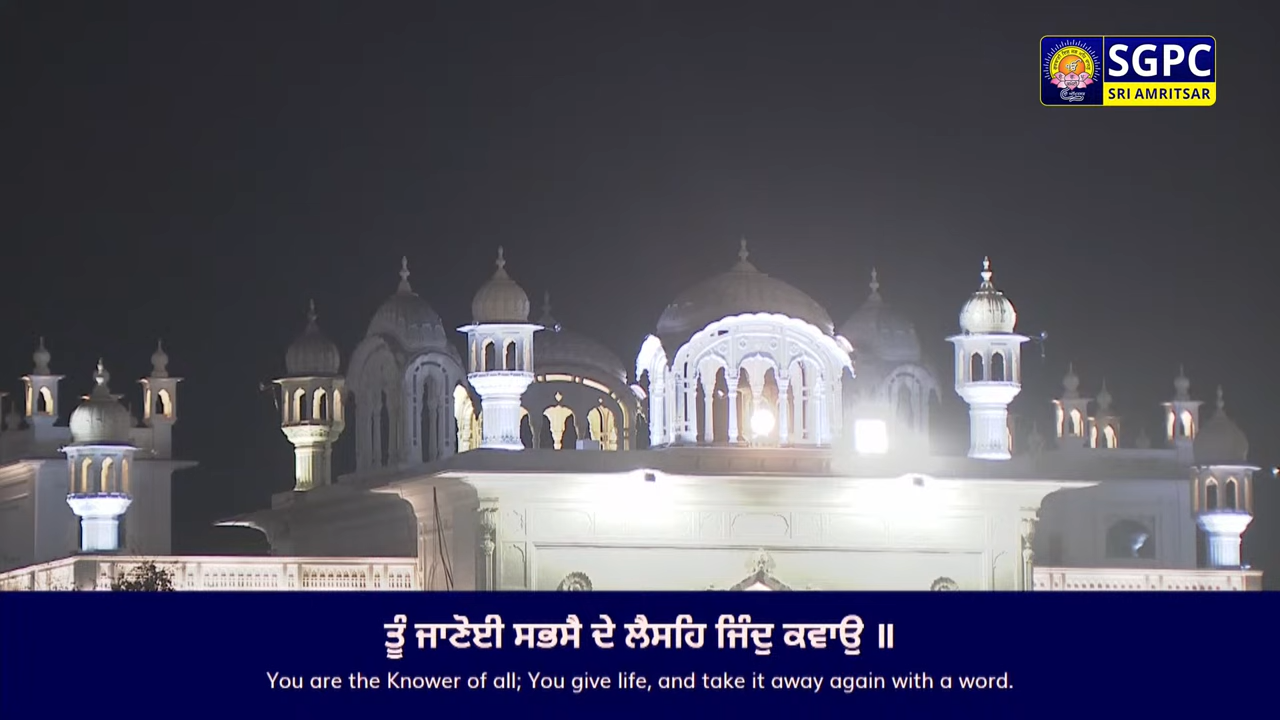 SGPC
SRI AMRITSAR
ਤੂੰ ਜਾਣੋਈ ਸਭਸੈ ਦੇ ਲੈਸਹਿ ਜਿੰਦੁ ਕਵਾਉ ॥
You are the Knower of all; You give life, and take it away again with a word.